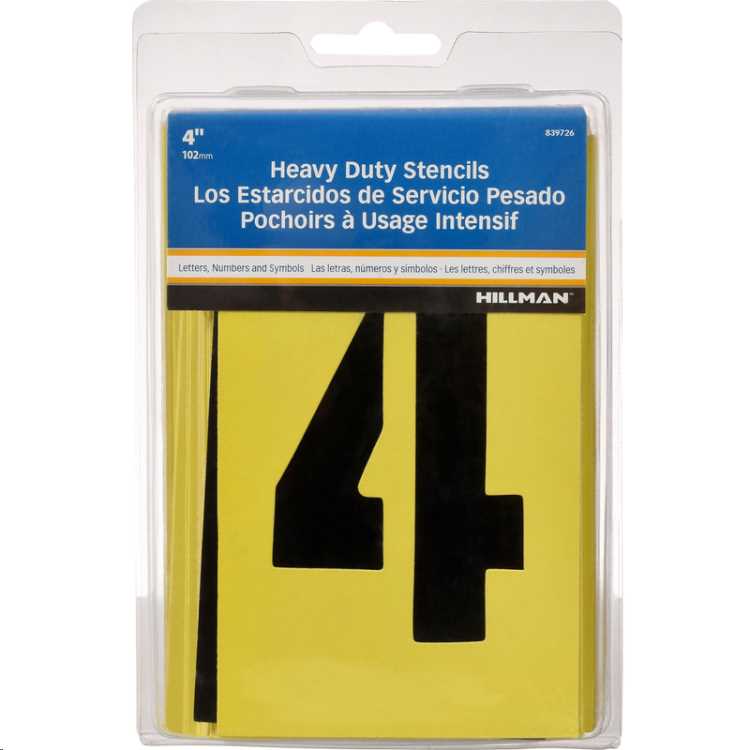 4"
102mm
839726
Heavy Duty Stencils
Los Estarcidos de Servicio Pesado
Pochoirs à Usage Intensif
Letters, Numbers and Symbols · Las letras, números y símbolos · Les lettres, chiffres et symboles
HILLMAN™
4